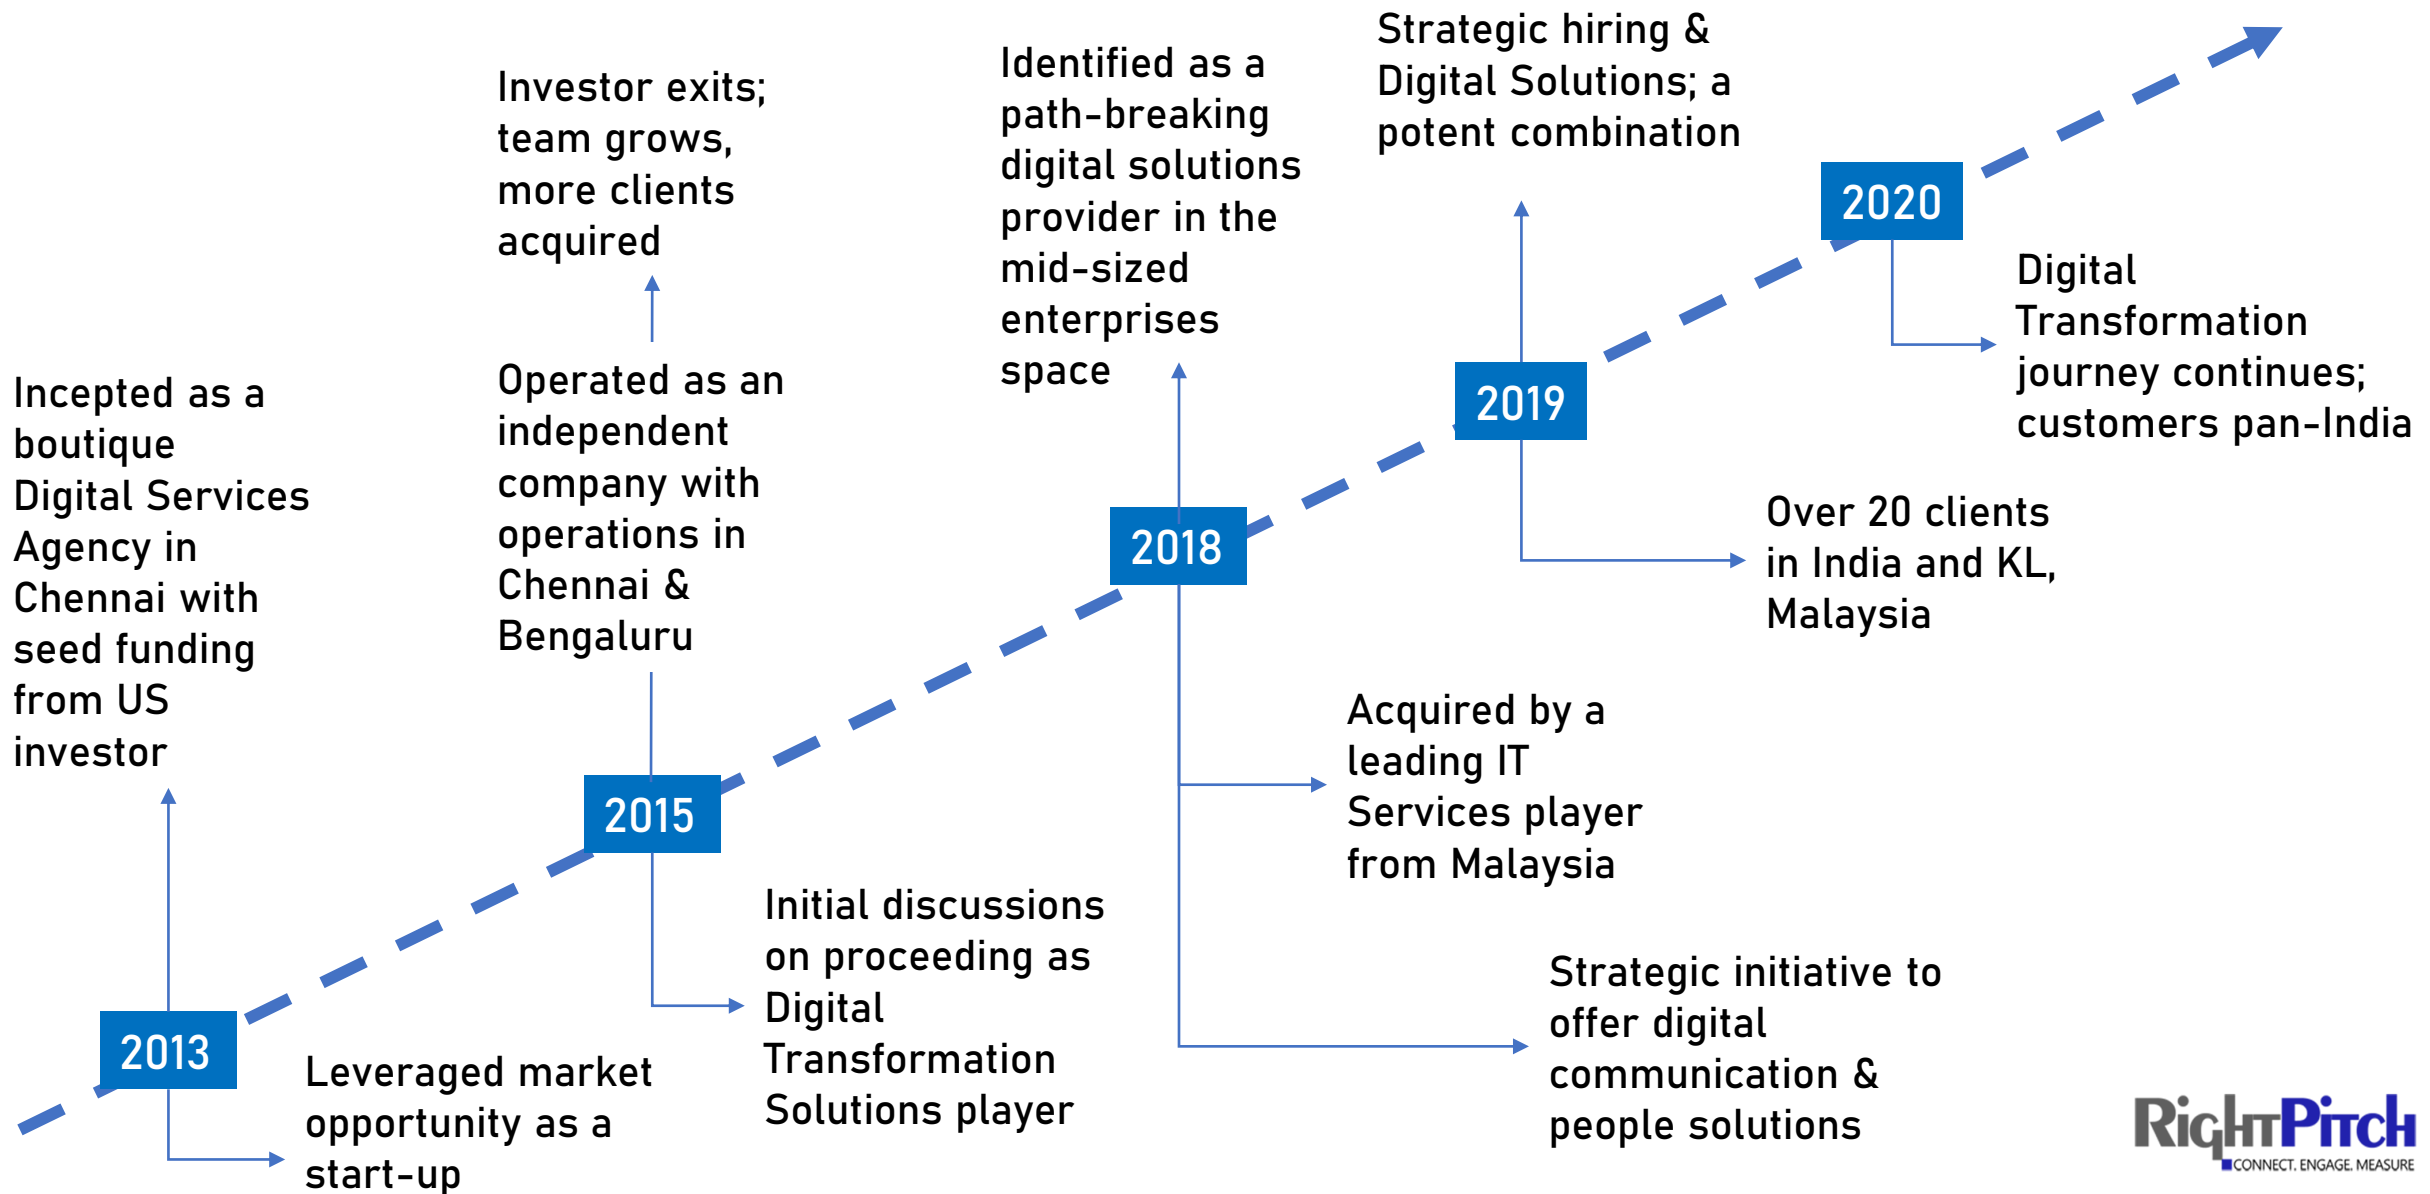 Incepted as a
boutique
Digital Services
Agency in
Chennai with
seed funding
from US
investor
2013
Leveraged market
opportunity as a
start-up
Investor exits;
team grows,
more clients
acquired
Operated as an
independent
company with
operations in
Chennai &
Bengaluru
2015
Initial discussions
on proceeding as
Digital
Transformation
Solutions player
Identified as a
path-breaking
digital solutions
provider in the
mid-sized
enterprises
space
2018
Acquired by a
leading IT
Services player
from Malaysia
Strategic initiative to
offer digital
communication &
people solutions
Strategic hiring &
Digital Solutions; a
potent combination
2019
Over 20 clients
in India and KL,
Malaysia
2020
Digital
Transformation
journey continues;
customers pan-India
RightPitch
CONNECT. ENGAGE. MEASURE